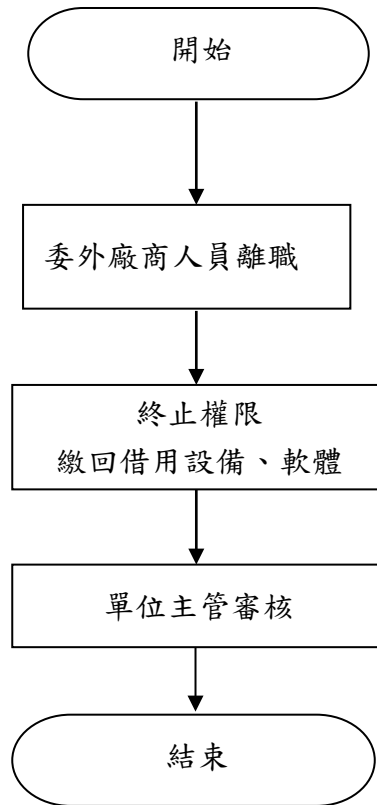 開始
委外廠商人員離職
終止權限
繳回借用設備、軟體
單位主管審核
結束